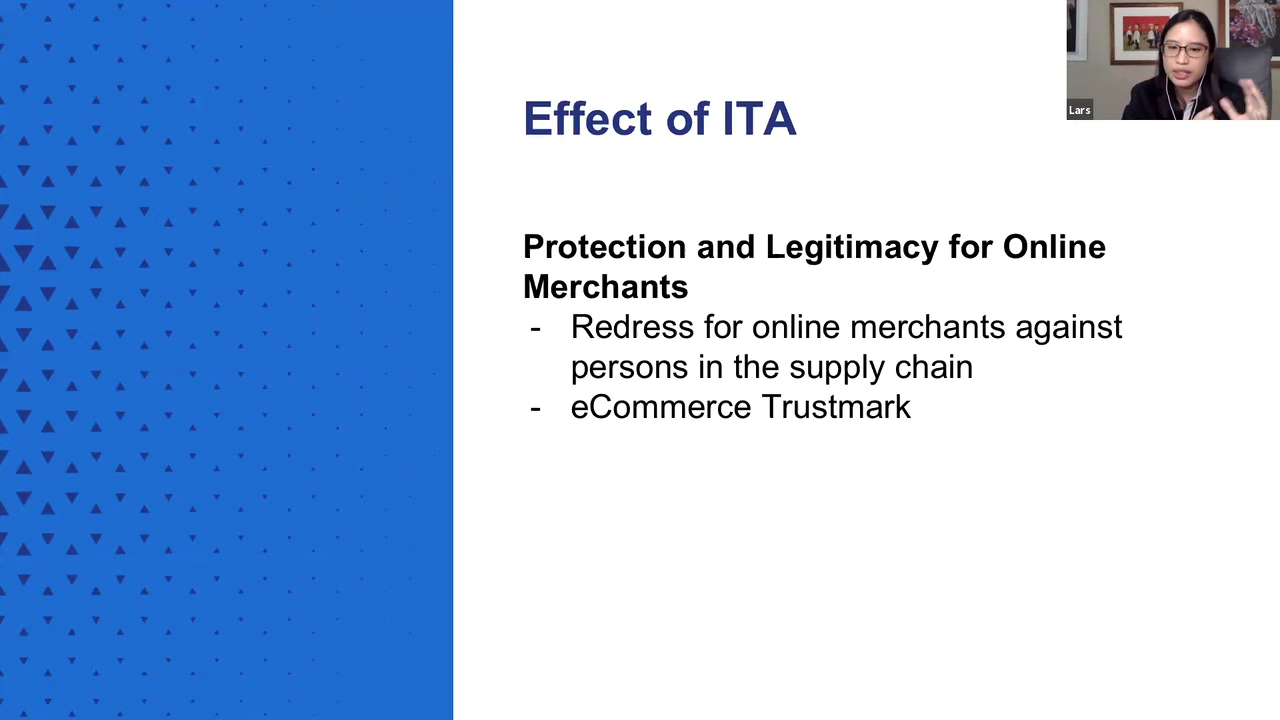 Lars
Effect of ITA
Protection and Legitimacy for Online
Merchants
- Redress for online merchants against
persons in the supply chain
- eCommerce Trustmark